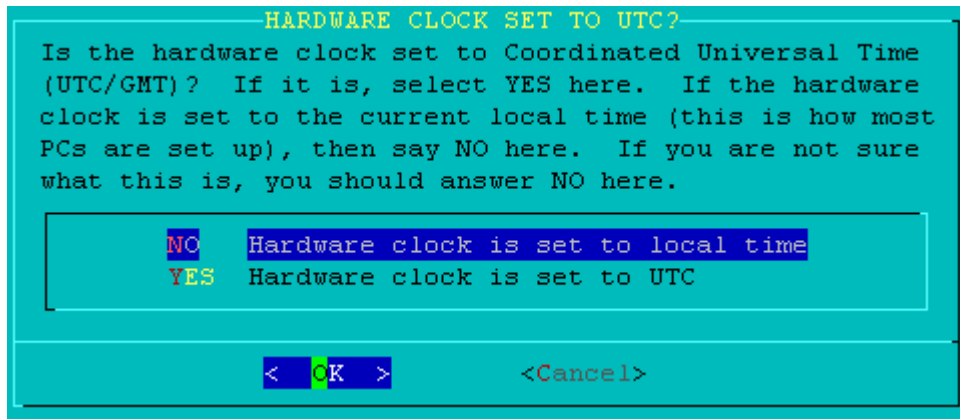 HARDWARE CLOCK SET TO UTC?
Is the hardware clock set to Coordinated Universal Time
(UTC/GMT)?  If it is, select YES here.  If the hardware
clock is set to the current local time (this is how most
PCs are set up), then say NO here.  If you are not sure
what this is, you should answer NO here.
NO   Hardware clock is set to local time
YES  Hardware clock is set to UTC
<  OK  >        <Cancel>